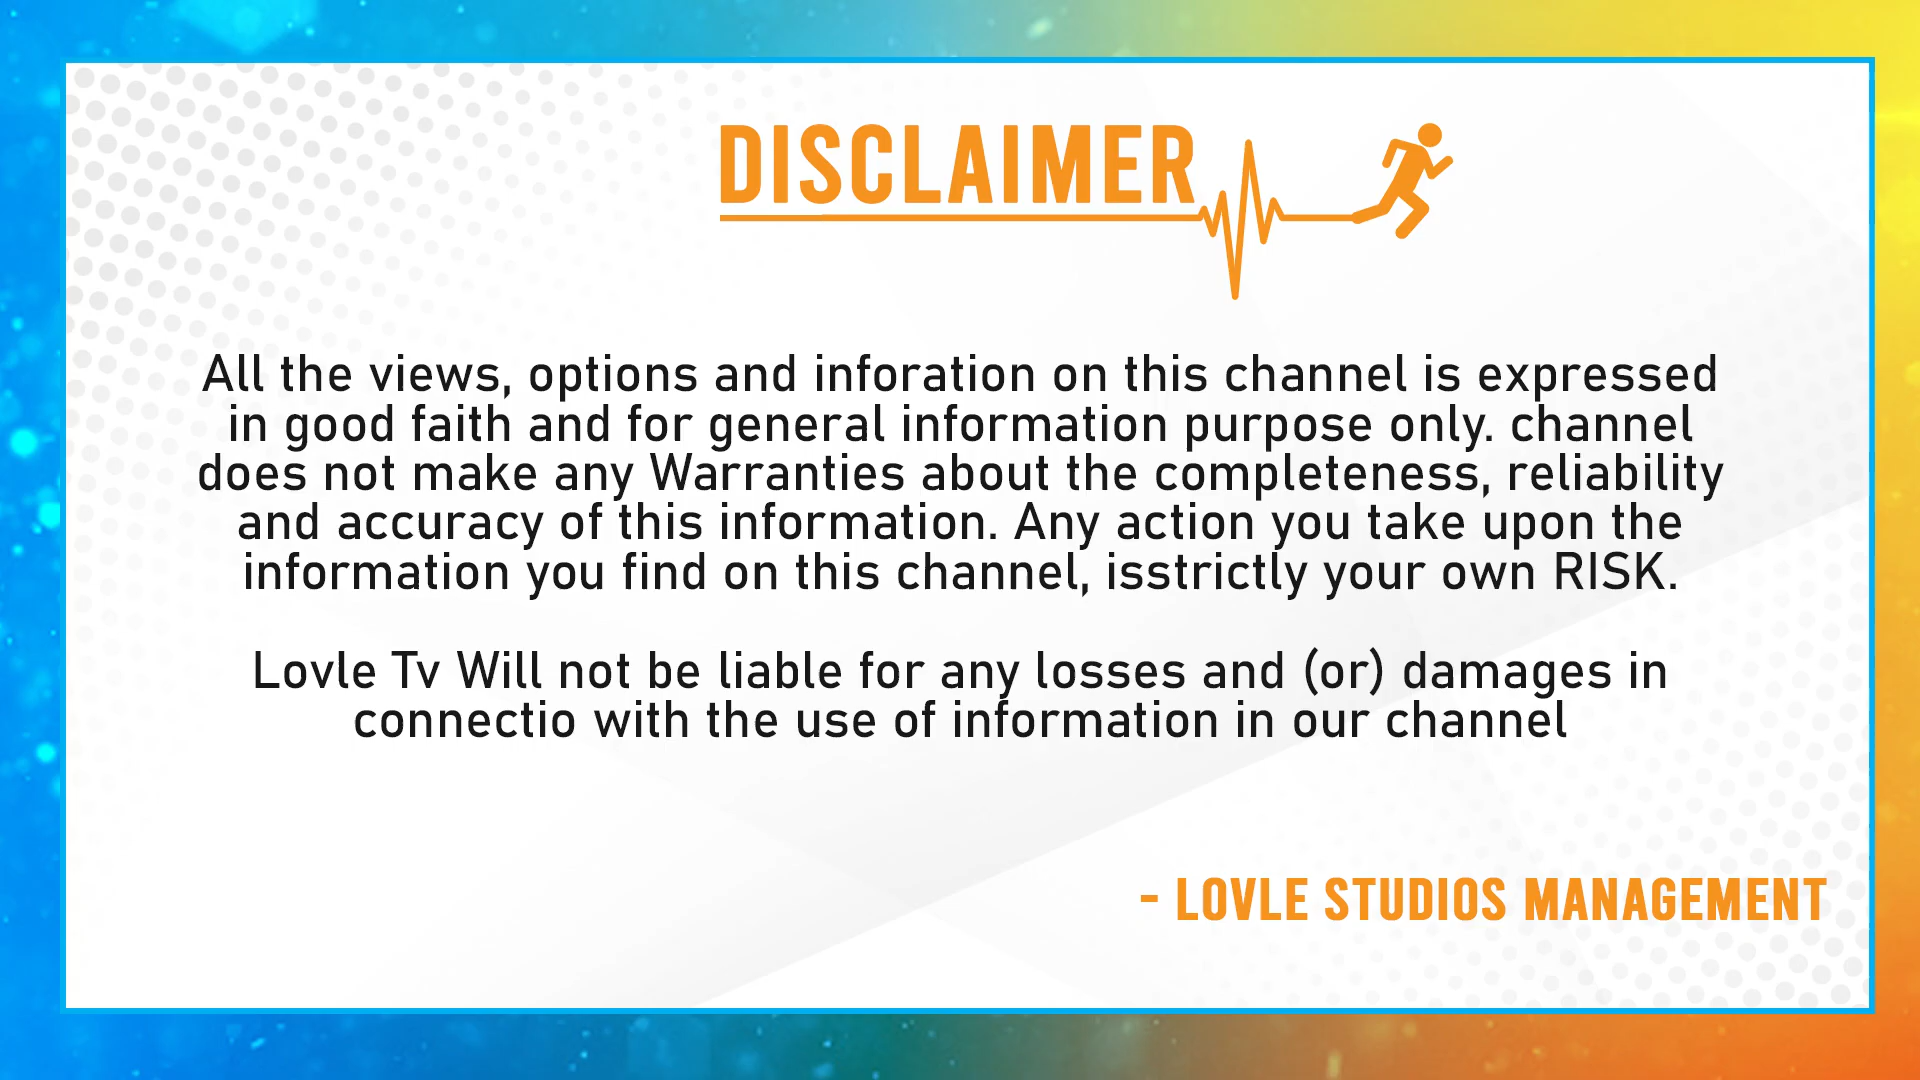 DISCLAIMER
All the views, options and inforation on this channel is expressed
in good faith and for general information purpose only. channel
does not make any Warranties about the completeness, reliability
and accuracy of this information. Any action you take upon the
information you find on this channel, isstrictly your own RISK.
Lovle Tv Will not be liable for any losses and (or) damages in
connectio with the use of information in our channel
- LOVLE STUDIOS MANAGEMENT